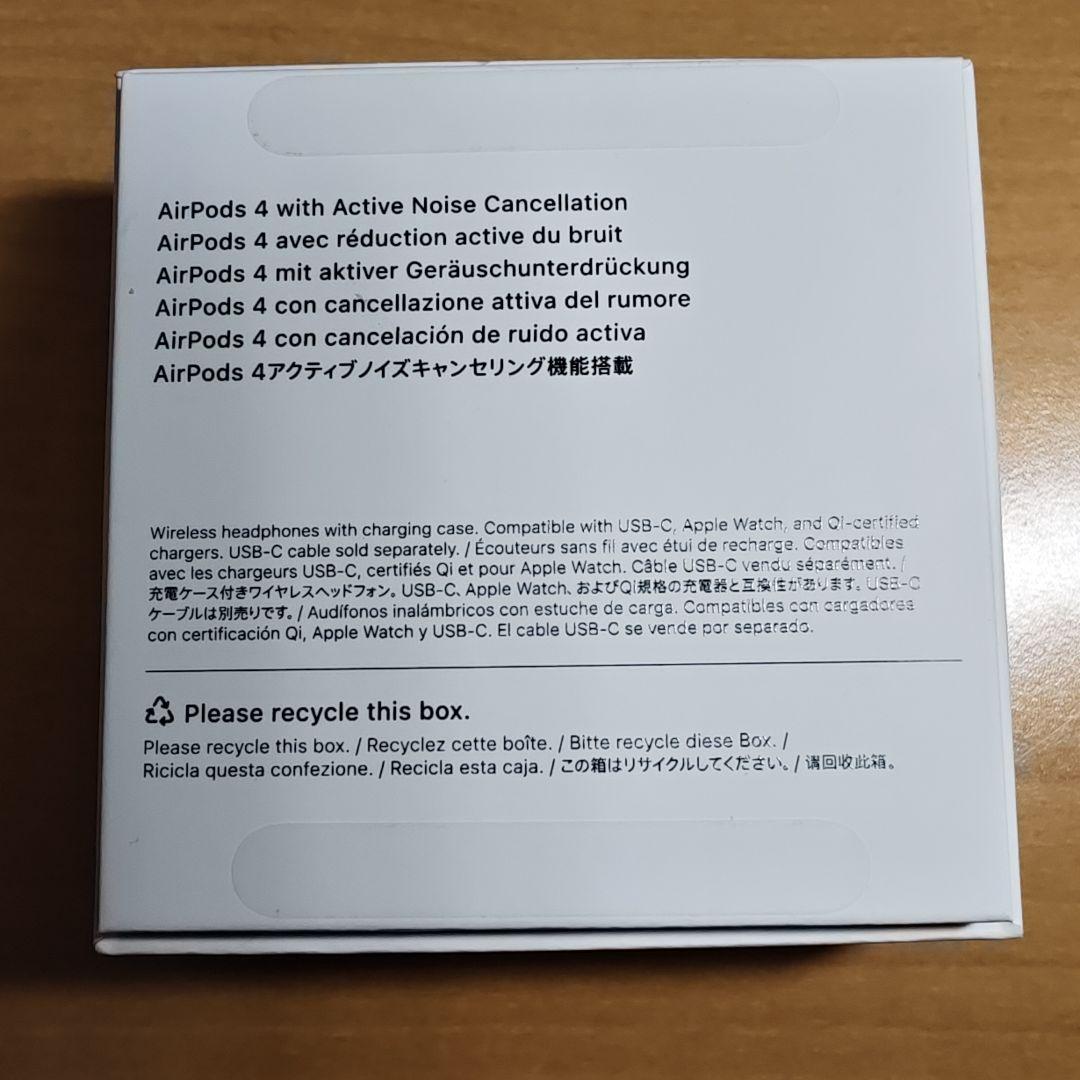 AirPods 4 with Active Noise Cancellation
AirPods 4 avec réduction active du bruit
AirPods 4 mit aktiver Geräuschunterdrückung
AirPods 4 con cancellazione attiva del rumore
AirPods 4 con cancelación de ruido activa
AirPods 4アクティブノイズキャンセリング機能搭載
Wireless headphones with charging case. Compatible with USB-C, Apple Watch, and Qi-certified
chargers. USB-C cable sold separately. / Écouteurs sans fil avec étui de recharge. Compatibles
avec les chargeurs USB-C, certifiés Qi et pour Apple Watch. Câble USB-C vendu séparément. /
充電ケース付きワイヤレスヘッドフォン。USB-C、Apple Watch、およびQi規格の充電器と互換性があります。USB-C
ケーブルは別売りです。/ Audífonos inalámbricos con estuche de carga. Compatibles con cargadores
con certificación Qi, Apple Watch y USB-C. El cable USB-C se vende por separado.
Please recycle this box.
Please recycle this box. / Recyclez cette boîte. / Bitte recycle diese Box. /
Ricicla questa confezione. / Recicla esta caja. / この箱はリサイクルしてください。/ 请回收此箱。